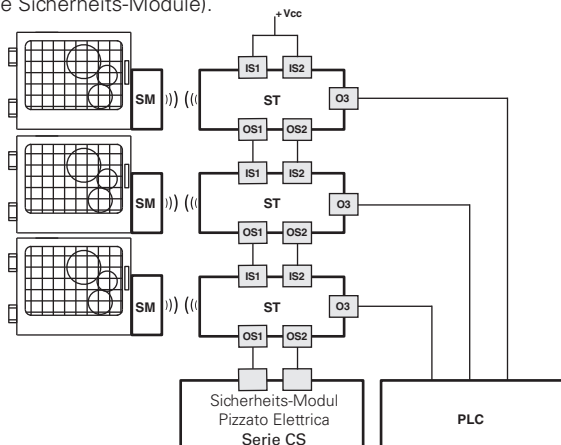 e Sicherheits-Module).
+ Vcc
IS1 IS2
SM ST O3
OS1 OS2
IS1 IS2
SM ST O3
OS1 OS2
IS1 IS2
SM ST O3
OS1 OS2
Sicherheits-Modul
Pizzato Elettrica
Serie CS
PLC